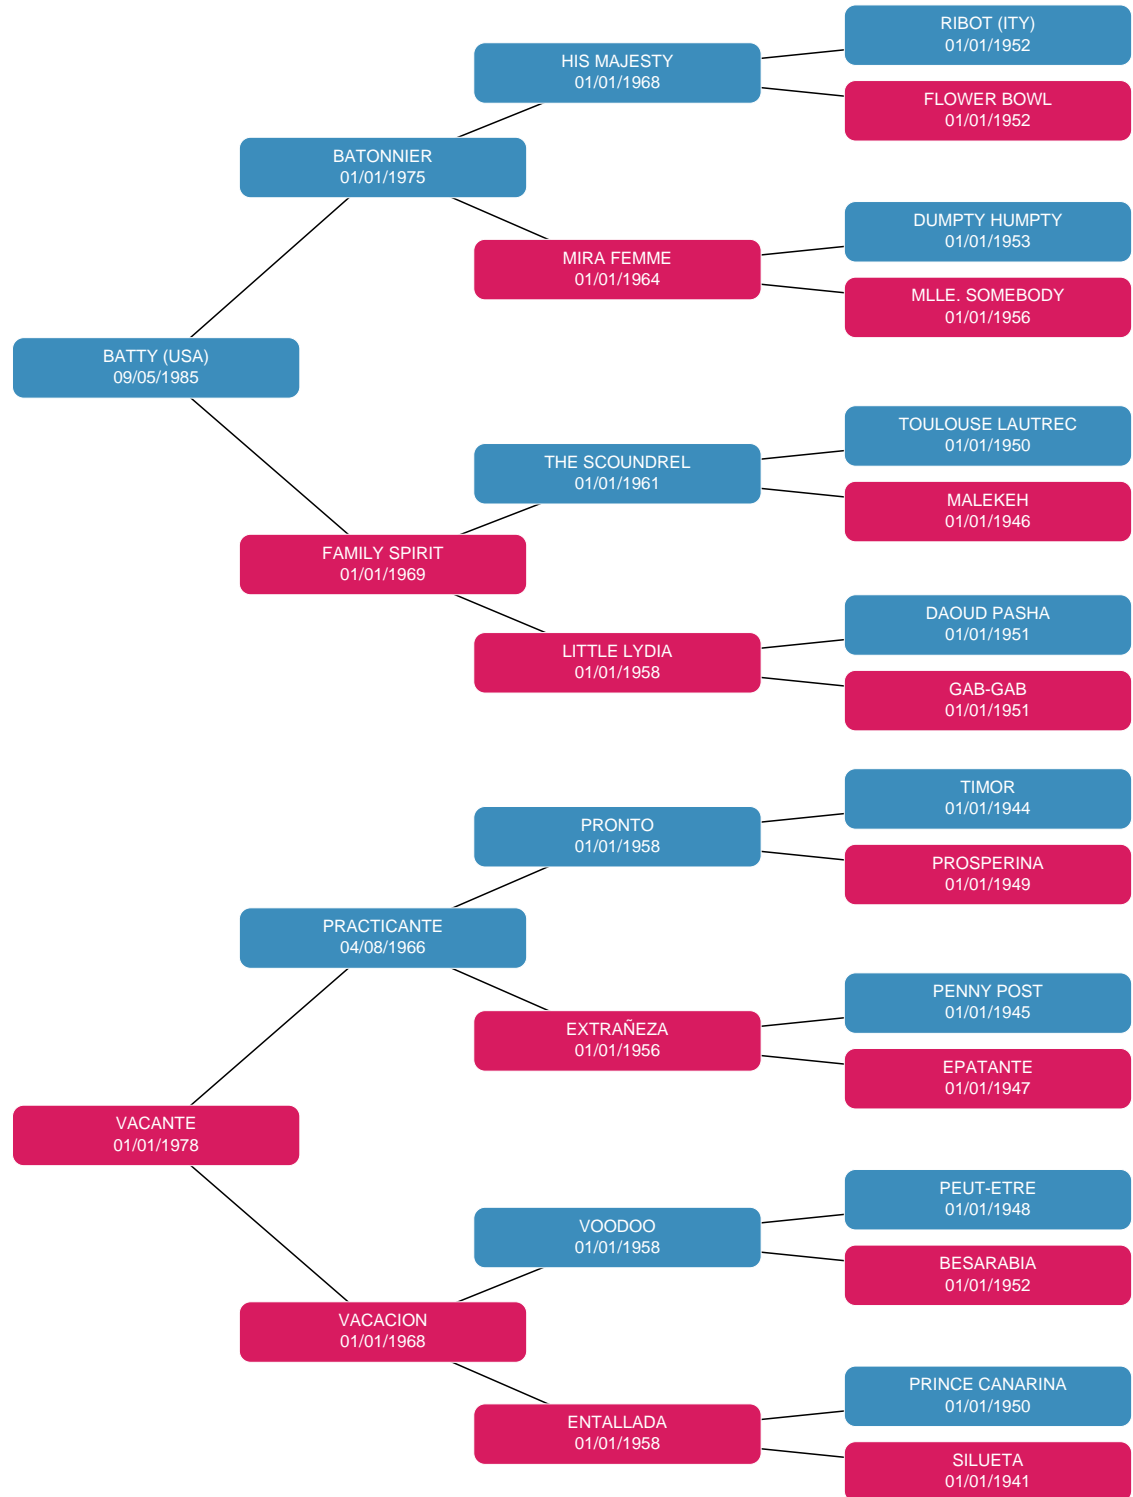 RIBOT (ITY)
01/01/1952
HIS MAJESTY
01/01/1968
FLOWER BOWL
01/01/1952
BATONNIER
01/01/1975
DUMPTY HUMPTY
01/01/1953
MIRA FEMME
01/01/1964
MLLE. SOMEBODY
01/01/1956
BATTY (USA)
09/05/1985
TOULOUSE LAUTREC
01/01/1950
THE SCOUNDREL
01/01/1961
MALEKEH
01/01/1946
FAMILY SPIRIT
01/01/1969
DAOUD PASHA
01/01/1951
LITTLE LYDIA
01/01/1958
GAB-GAB
01/01/1951
TIMOR
01/01/1944
PRONTO
01/01/1958
PROSPERINA
01/01/1949
PRACTICANTE
04/08/1966
PENNY POST
01/01/1945
EXTRAÑEZA
01/01/1956
EPATANTE
01/01/1947
VACANTE
01/01/1978
PEUT-ETRE
01/01/1948
VOODOO
01/01/1958
BESARABIA
01/01/1952
VACACION
01/01/1968
PRINCE CANARINA
01/01/1950
ENTALLADA
01/01/1958
SILUETA
01/01/1941